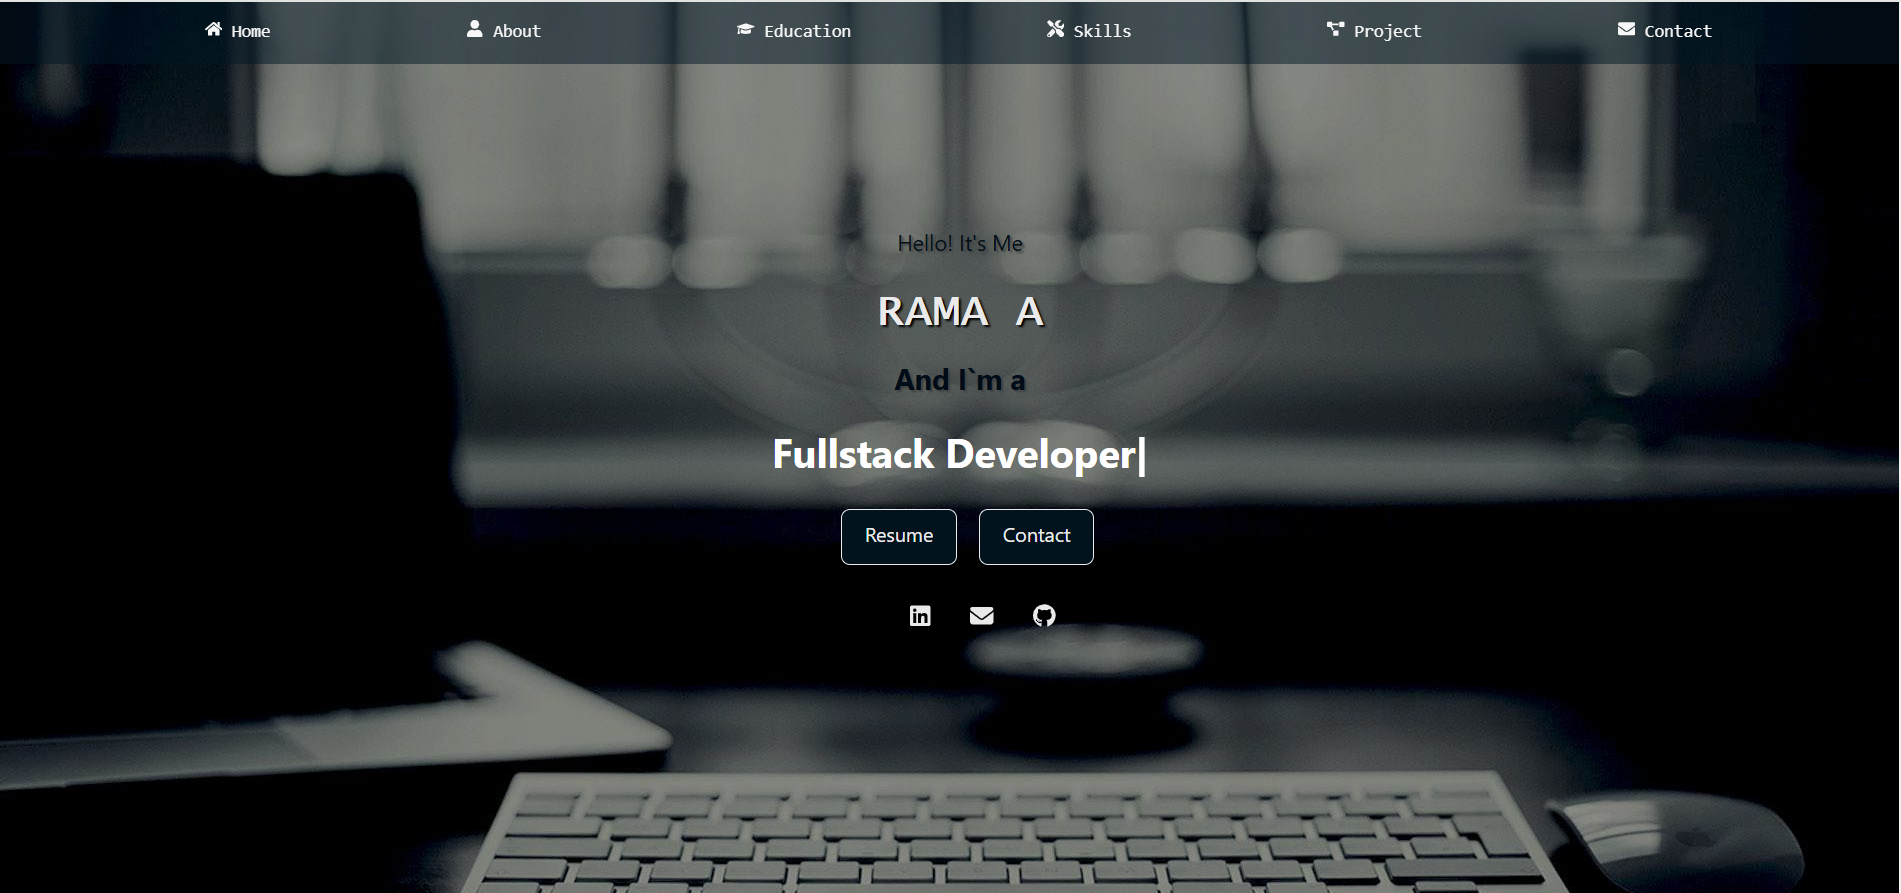 Home About Education Skills Project Contact
Hello! It's Me
RAMA A
And I`m a
Fullstack Developer|
Resume Contact